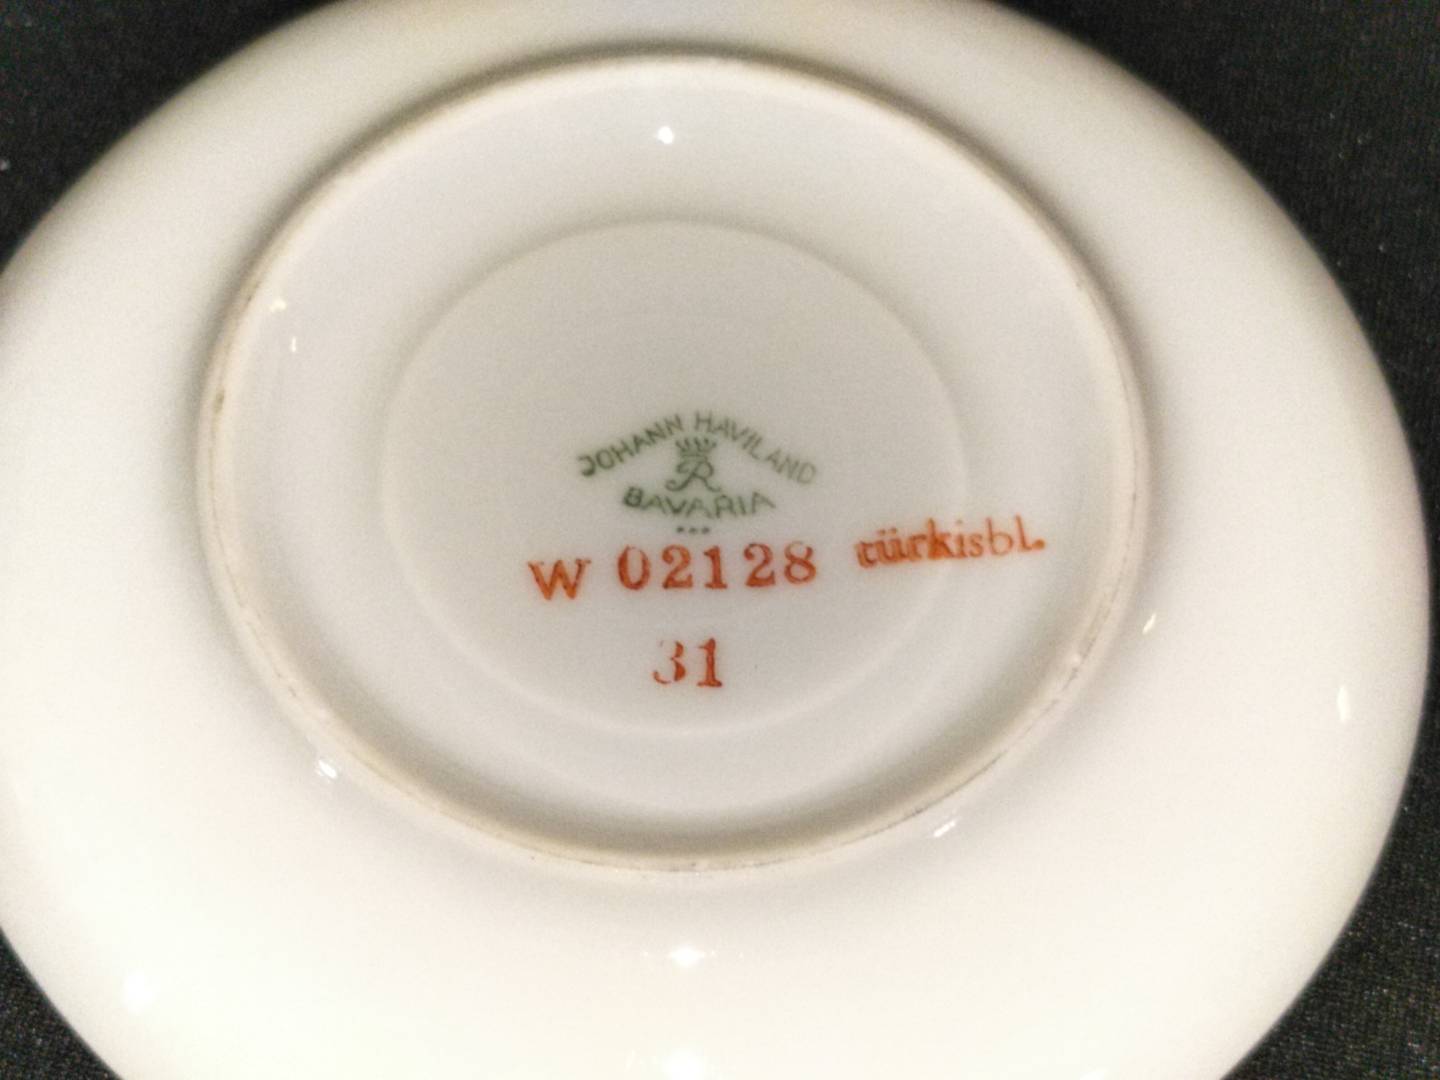 JOHANN HAVILAND
R
BAVARIA
W 02128 türkisbl.
31